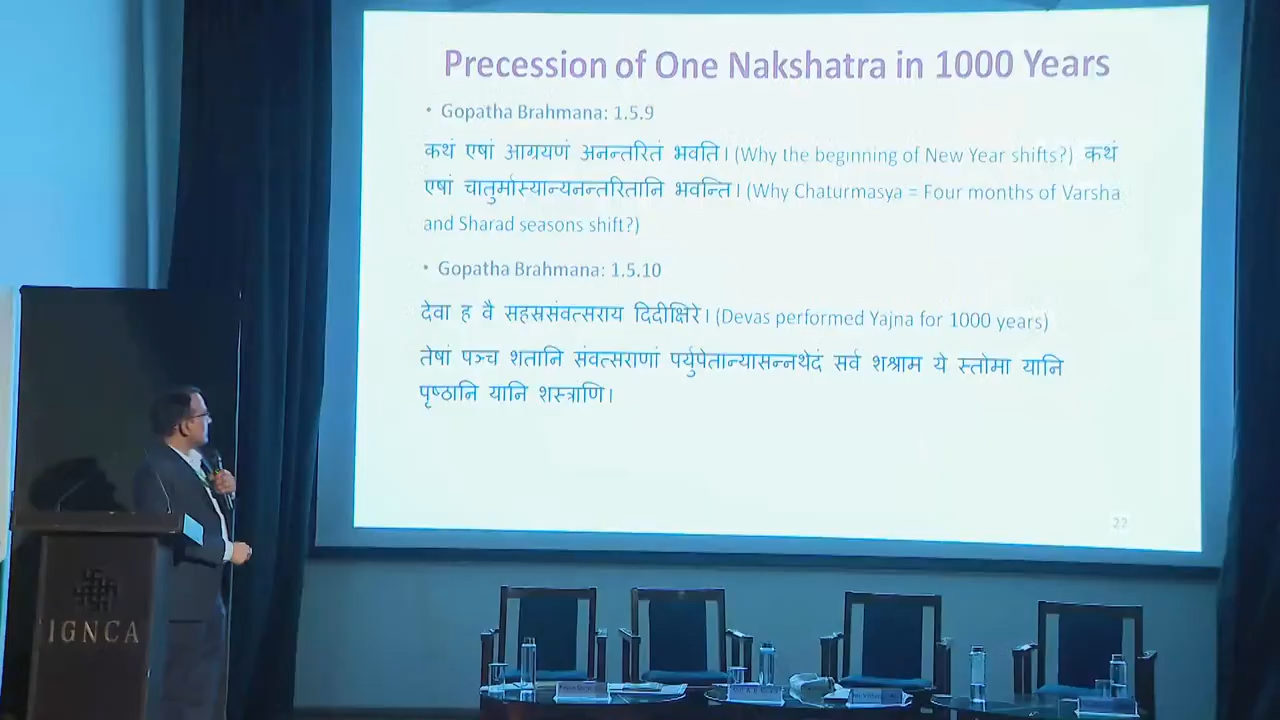 Precession of One Nakshatra in 1000 Years
• Gopatha Brahmana: 1.5.9
कथं एषां आग्रयणं अनन्तरितं भवति। (Why the beginning of New Year shifts?) कथं
एषां चातुर्मास्यान्यनन्तरितानि भवन्ति। (Why Chaturmasya = Four months of Varsha
and Sharad seasons shift?)
• Gopatha Brahmana: 1.5.10
देवा ह वै सहस्रसंवत्सराय दिदीक्षिरे। (Devas performed Yajna for 1000 years)
तेषां पञ्च शतानि संवत्सराणां पर्युपेतान्यासन्नथेदं सर्वं शश्राम ये स्तोमा यानि
पृष्ठानि यानि शस्त्राणि।
22
IGNCA